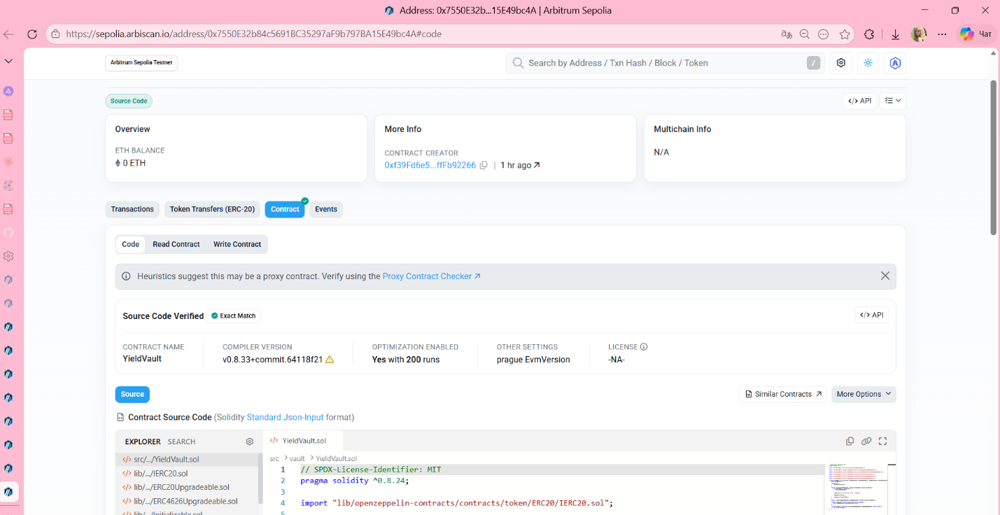 Address: 0x7550E32b...15E49bc4A | Arbitrum Sepolia
https://sepolia.arbiscan.io/address/0x7550E32b84c5691BC35297aF9b797BA15E49bc4A#code
Чат
Arbitrum Sepolia Testnet
Search by Address / Txn Hash / Block / Token
/
Source Code
</> API
Overview
ETH BALANCE
0 ETH
More Info
CONTRACT CREATOR
0xf39Fd6e5...ffFb92266 | 1 hr ago
Multichain Info
N/A
Transactions
Token Transfers (ERC-20)
Contract
Events
Code
Read Contract
Write Contract
Heuristics suggest this may be a proxy contract. Verify using the Proxy Contract Checker
Source Code Verified
Exact Match
</> API
CONTRACT NAME
YieldVault
COMPILER VERSION
v0.8.33+commit.64118f21
OPTIMIZATION ENABLED
Yes with 200 runs
OTHER SETTINGS
prague EvmVersion
LICENSE
-NA-
Source
Similar Contracts
More Options
Contract Source Code (Solidity Standard Json-Input format)
EXPLORER
SEARCH
</> src/.../YieldVault.sol
</> lib/.../IERC20.sol
</> lib/.../ERC20Upgradeable.sol
</> lib/.../ERC4626Upgradeable.sol
</> lib/.../Initializable.sol
</> YieldVault.sol
src > vault > YieldVault.sol
1 // SPDX-License-Identifier: MIT
2 pragma solidity ^0.8.24;
3
4 import "lib/openzeppelin-contracts/contracts/token/ERC20/IERC20.sol";
5